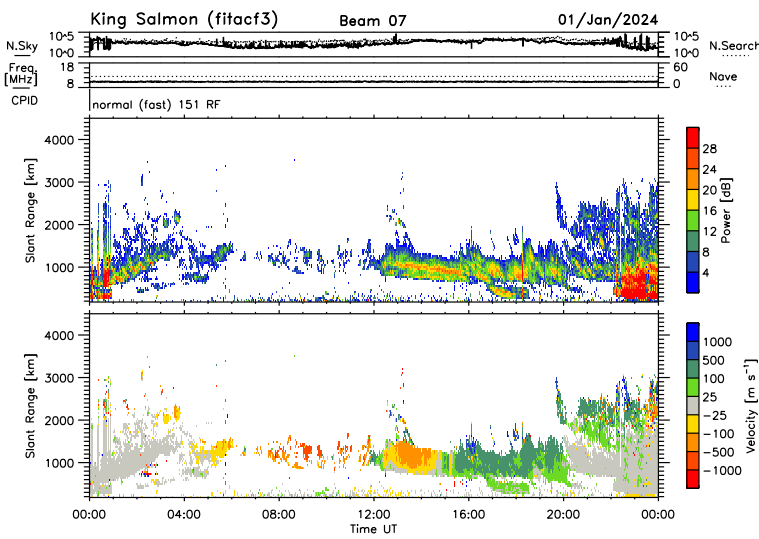 King Salmon (fitacf3) Beam 07 01/Jan/2024
N.Sky 10^5 10^0 10^5 10^0 N.Search
Freq. [MHz] 18 8 60 0 Nave
CPID normal (fast) 151 RF
Slant Range [km] 4000 3000 2000 1000
Power [dB] 28 24 20 16 12 8 4
Slant Range [km] 4000 3000 2000 1000
Velocity [m s⁻¹] 1000 500 100 25 −25 −100 −500 −1000
00:00 04:00 08:00 12:00 16:00 20:00 00:00
Time UT